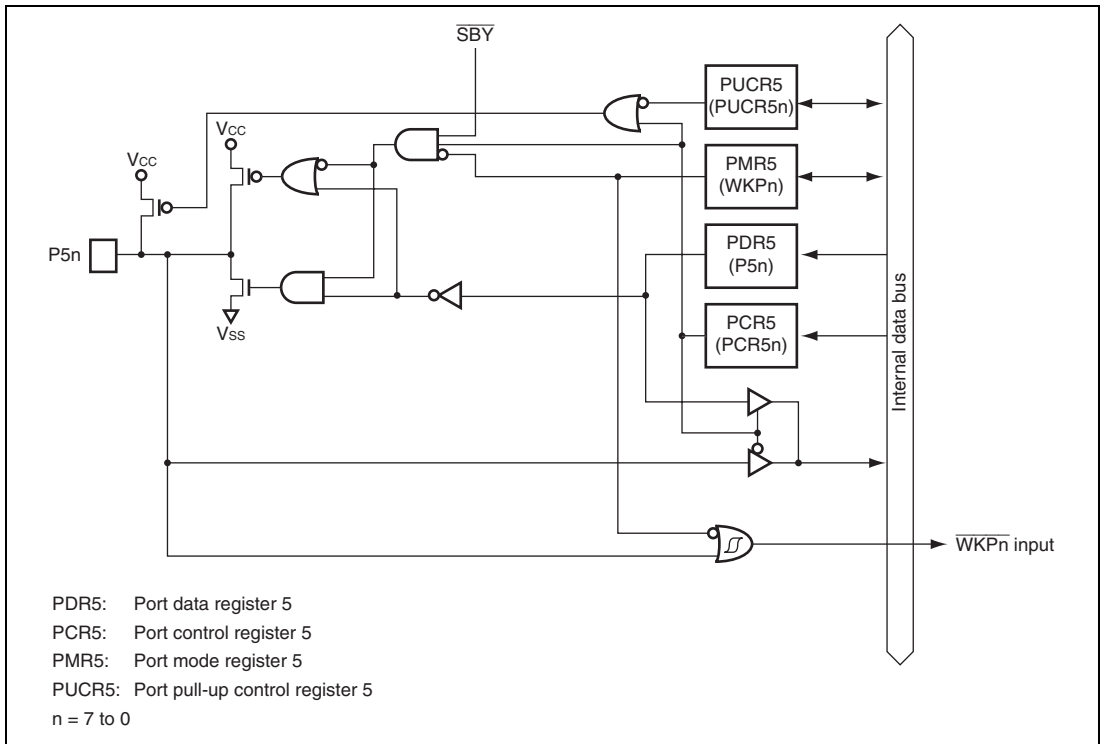 SBY
PUCR5
(PUCR5n)
VCC
VCC
PMR5
(WKPn)
P5n
PDR5
(P5n)
VSS
PCR5
(PCR5n)
Internal data bus
WKPn input
PDR5: Port data register 5
PCR5: Port control register 5
PMR5: Port mode register 5
PUCR5: Port pull-up control register 5
n = 7 to 0